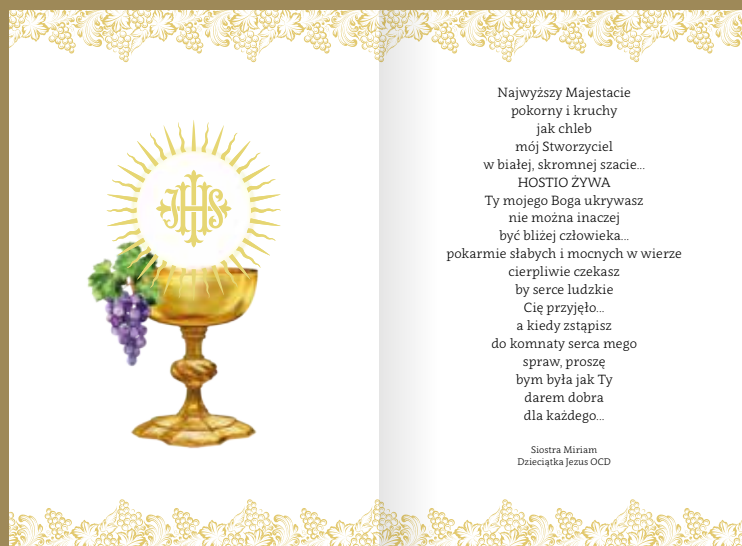 IHS
Najwyższy Majestacie
pokorny i kruchy
jak chleb
mój Stworzyciel
w białej, skromnej szacie...
HOSTIO ŻYWA
Ty mojego Boga ukrywasz
nie można inaczej
być bliżej człowieka...
pokarmie słabych i mocnych w wierze
cierpliwie czekasz
by serce ludzkie
Cię przyjęło...
a kiedy zstąpisz
do komnaty serca mego
spraw, proszę
bym była jak Ty
darem dobra
dla każdego...
Siostra Miriam
Dzieciątka Jezus OCD